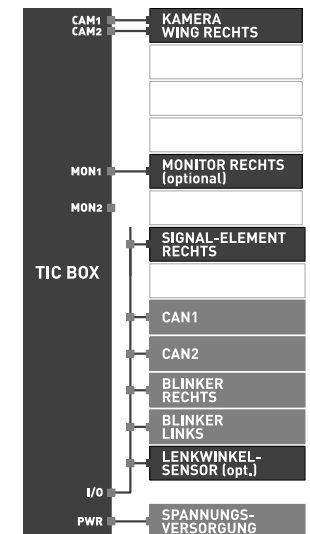 CAM1
CAM2
KAMERA
WING RECHTS
MON1
MONITOR RECHTS
(optional)
MON2
SIGNAL-ELEMENT
RECHTS
TIC BOX
CAN1
CAN2
BLINKER
RECHTS
BLINKER
LINKS
LENKWINKEL-
SENSOR (opt.)
I/O
PWR
SPANNUNGS-
VERSORGUNG